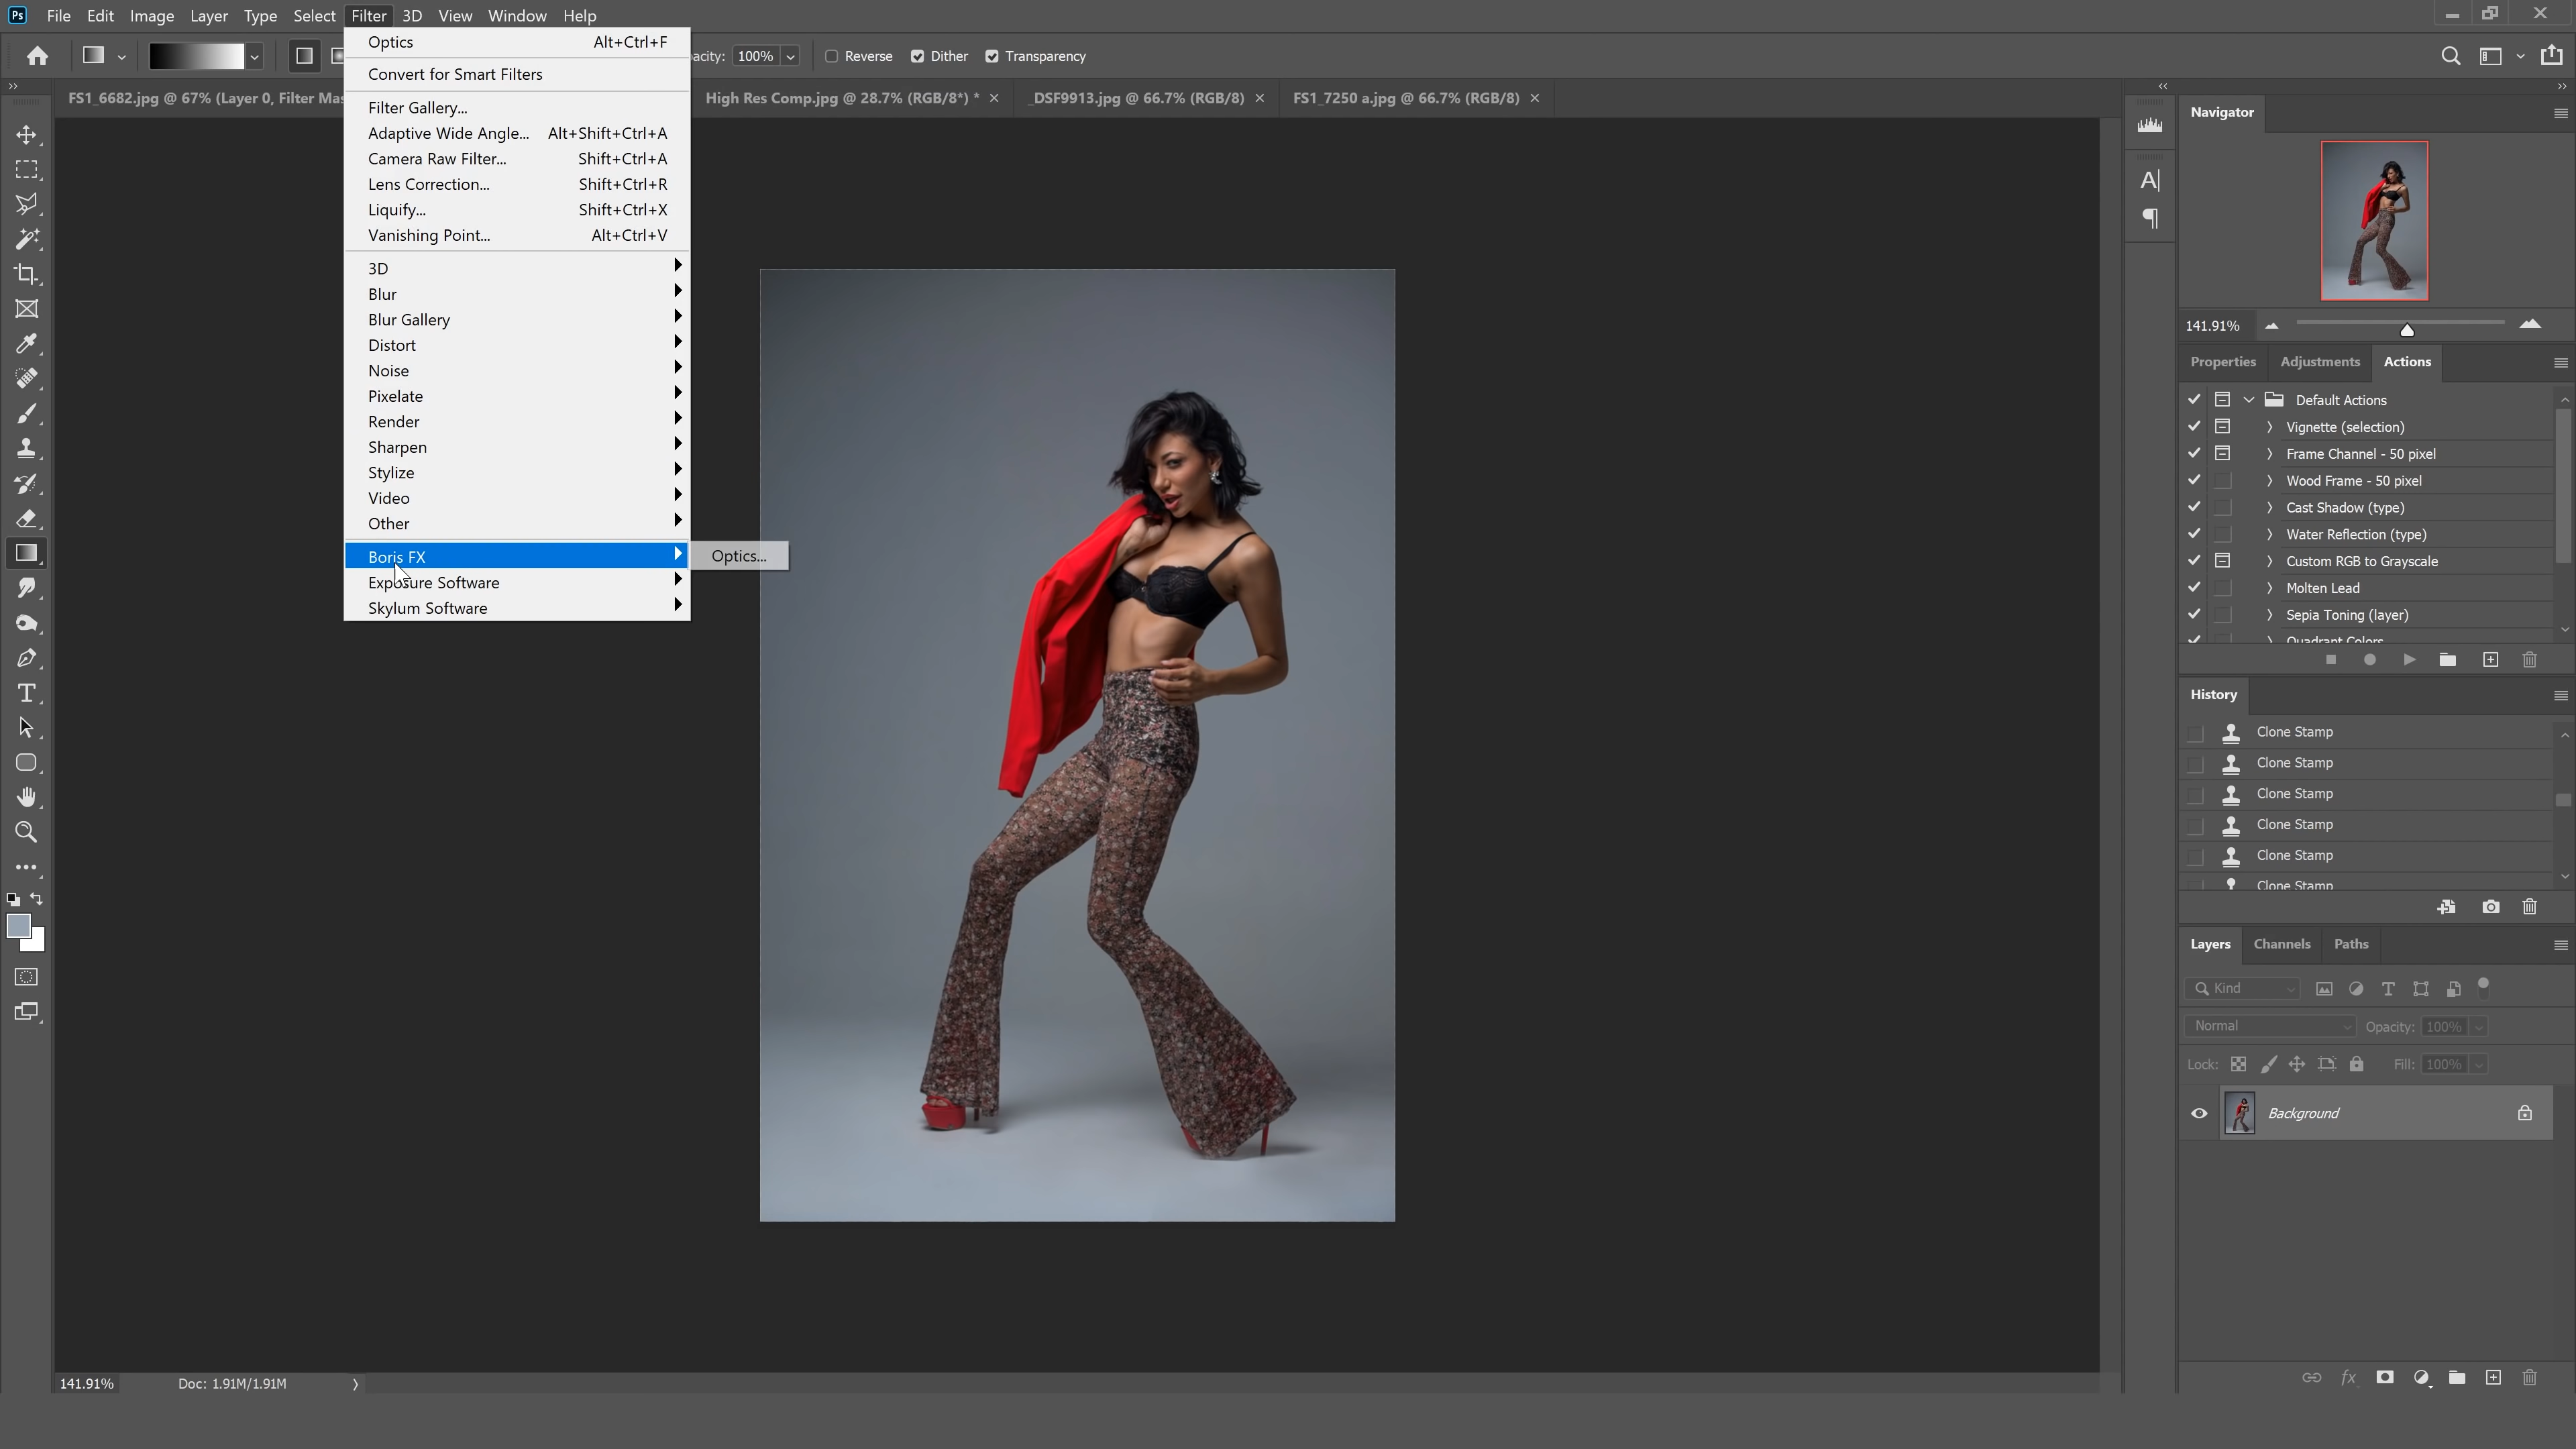 Ps File Edit Image Layer Type Select Filter 3D View Window Help
acity: 100% Reverse Dither Transparency
FS1_6682.jpg @ 67% (Layer 0, Filter Ma
High Res Comp.jpg @ 28.7% (RGB/8*) * ×
_DSF9913.jpg @ 66.7% (RGB/8) ×
FS1_7250 a.jpg @ 66.7% (RGB/8) ×
Optics Alt+Ctrl+F
Convert for Smart Filters
Filter Gallery...
Adaptive Wide Angle... Alt+Shift+Ctrl+A
Camera Raw Filter... Shift+Ctrl+A
Lens Correction... Shift+Ctrl+R
Liquify... Shift+Ctrl+X
Vanishing Point... Alt+Ctrl+V
3D
Blur
Blur Gallery
Distort
Noise
Pixelate
Render
Sharpen
Stylize
Video
Other
Boris FX
Optics...
Exposure Software
Skylum Software
Navigator
141.91%
Properties Adjustments Actions
Default Actions
Vignette (selection)
Frame Channel - 50 pixel
Wood Frame - 50 pixel
Cast Shadow (type)
Water Reflection (type)
Custom RGB to Grayscale
Molten Lead
Sepia Toning (layer)
Quadrant Colors
History
Clone Stamp
Clone Stamp
Clone Stamp
Clone Stamp
Clone Stamp
Clone Stamp
Layers Channels Paths
Kind
Normal Opacity: 100%
Lock: Fill: 100%
Background
fx
141.91% Doc: 1.91M/1.91M